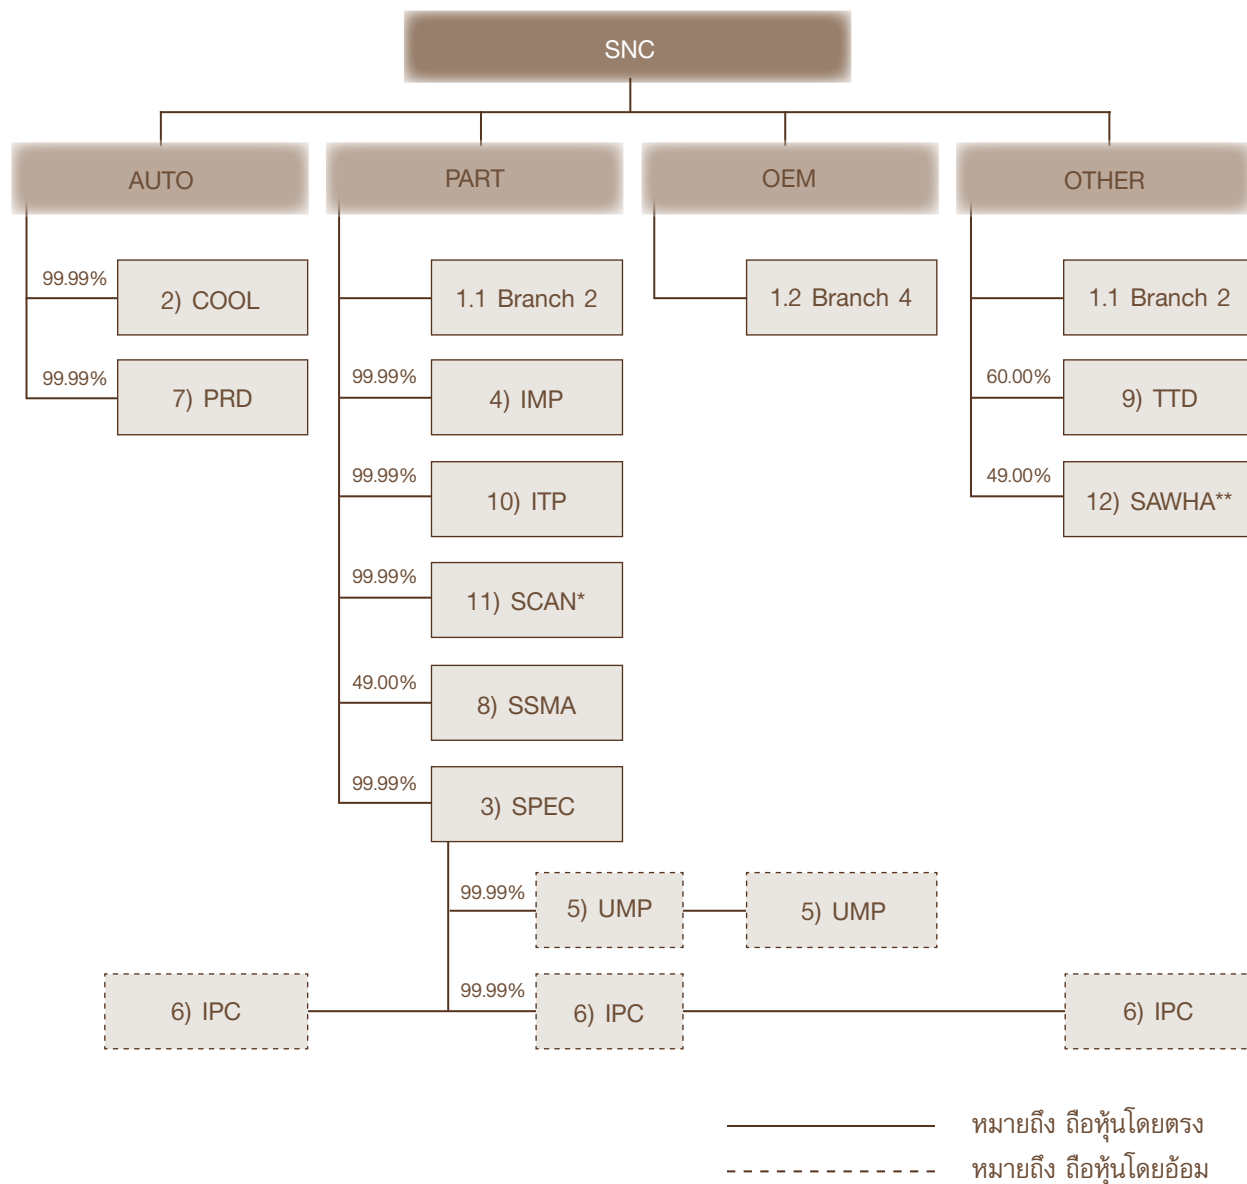 SNC
AUTO PART OEM OTHER
99.99% 2) COOL 1.1 Branch 2 1.2 Branch 4 1.1 Branch 2
99.99% 7) PRD 99.99% 4) IMP 60.00% 9) TTD
99.99% 10) ITP 49.00% 12) SAWHA**
99.99% 11) SCAN*
49.00% 8) SSMA
99.99% 3) SPEC
99.99% 5) UMP 5) UMP
6) IPC 99.99% 6) IPC 6) IPC
หมายถึง ถือหุ้นโดยตรง
หมายถึง ถือหุ้นโดยอ้อม